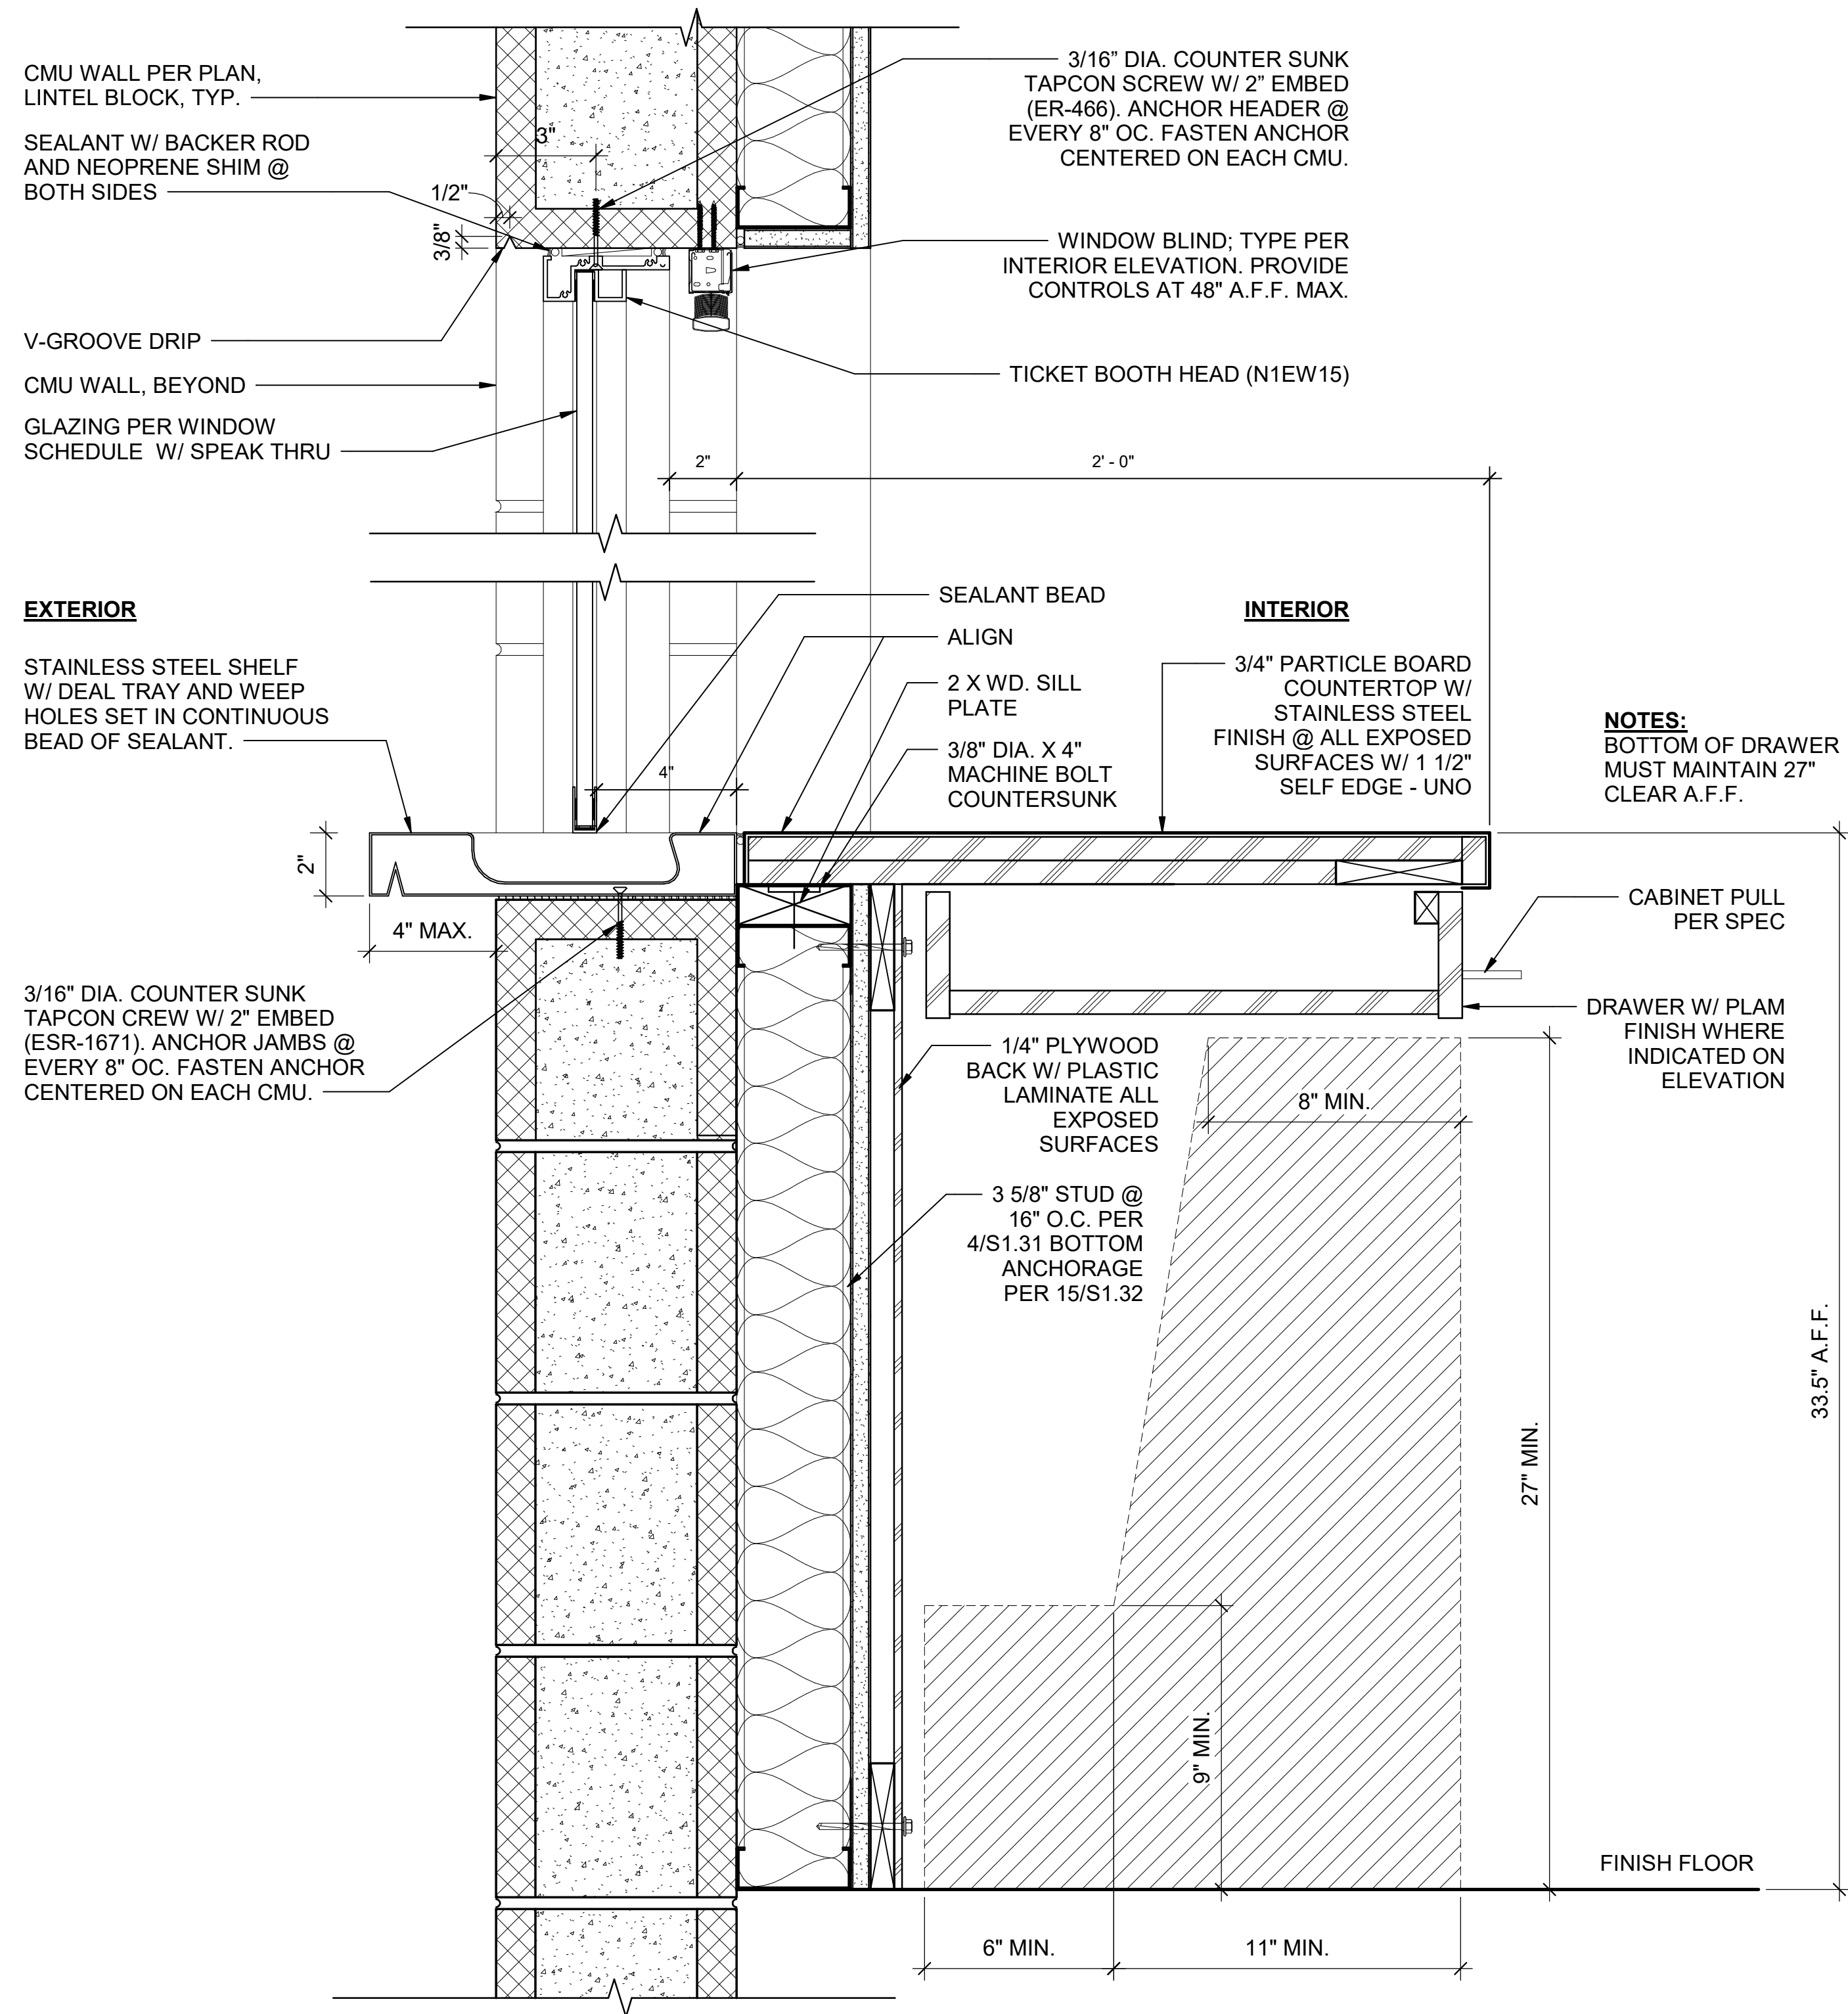 CMU WALL PER PLAN,
LINTEL BLOCK, TYP.
SEALANT W/ BACKER ROD
AND NEOPRENE SHIM @
BOTH SIDES
3"
1/2"
3/8"
V-GROOVE DRIP
CMU WALL, BEYOND
GLAZING PER WINDOW
SCHEDULE W/ SPEAK THRU
3/16” DIA. COUNTER SUNK
TAPCON SCREW W/ 2” EMBED
(ER-466). ANCHOR HEADER @
EVERY 8" OC. FASTEN ANCHOR
CENTERED ON EACH CMU.
WINDOW BLIND; TYPE PER
INTERIOR ELEVATION. PROVIDE
CONTROLS AT 48" A.F.F. MAX.
TICKET BOOTH HEAD (N1EW15)
2"
2' - 0"
EXTERIOR
STAINLESS STEEL SHELF
W/ DEAL TRAY AND WEEP
HOLES SET IN CONTINUOUS
BEAD OF SEALANT.
SEALANT BEAD
ALIGN
2 X WD. SILL
PLATE
3/8" DIA. X 4"
MACHINE BOLT
COUNTERSUNK
4"
INTERIOR
3/4" PARTICLE BOARD
COUNTERTOP W/
STAINLESS STEEL
FINISH @ ALL EXPOSED
SURFACES W/ 1 1/2"
SELF EDGE - UNO
NOTES:
BOTTOM OF DRAWER
MUST MAINTAIN 27"
CLEAR A.F.F.
2"
4" MAX.
3/16" DIA. COUNTER SUNK
TAPCON CREW W/ 2" EMBED
(ESR-1671). ANCHOR JAMBS @
EVERY 8" OC. FASTEN ANCHOR
CENTERED ON EACH CMU.
CABINET PULL
PER SPEC
DRAWER W/ PLAM
FINISH WHERE
INDICATED ON
ELEVATION
1/4" PLYWOOD
BACK W/ PLASTIC
LAMINATE ALL
EXPOSED
SURFACES
8" MIN.
3 5/8" STUD @
16" O.C. PER
4/S1.31 BOTTOM
ANCHORAGE
PER 15/S1.32
33.5" A.F.F.
27" MIN.
9" MIN.
FINISH FLOOR
6" MIN.
11" MIN.